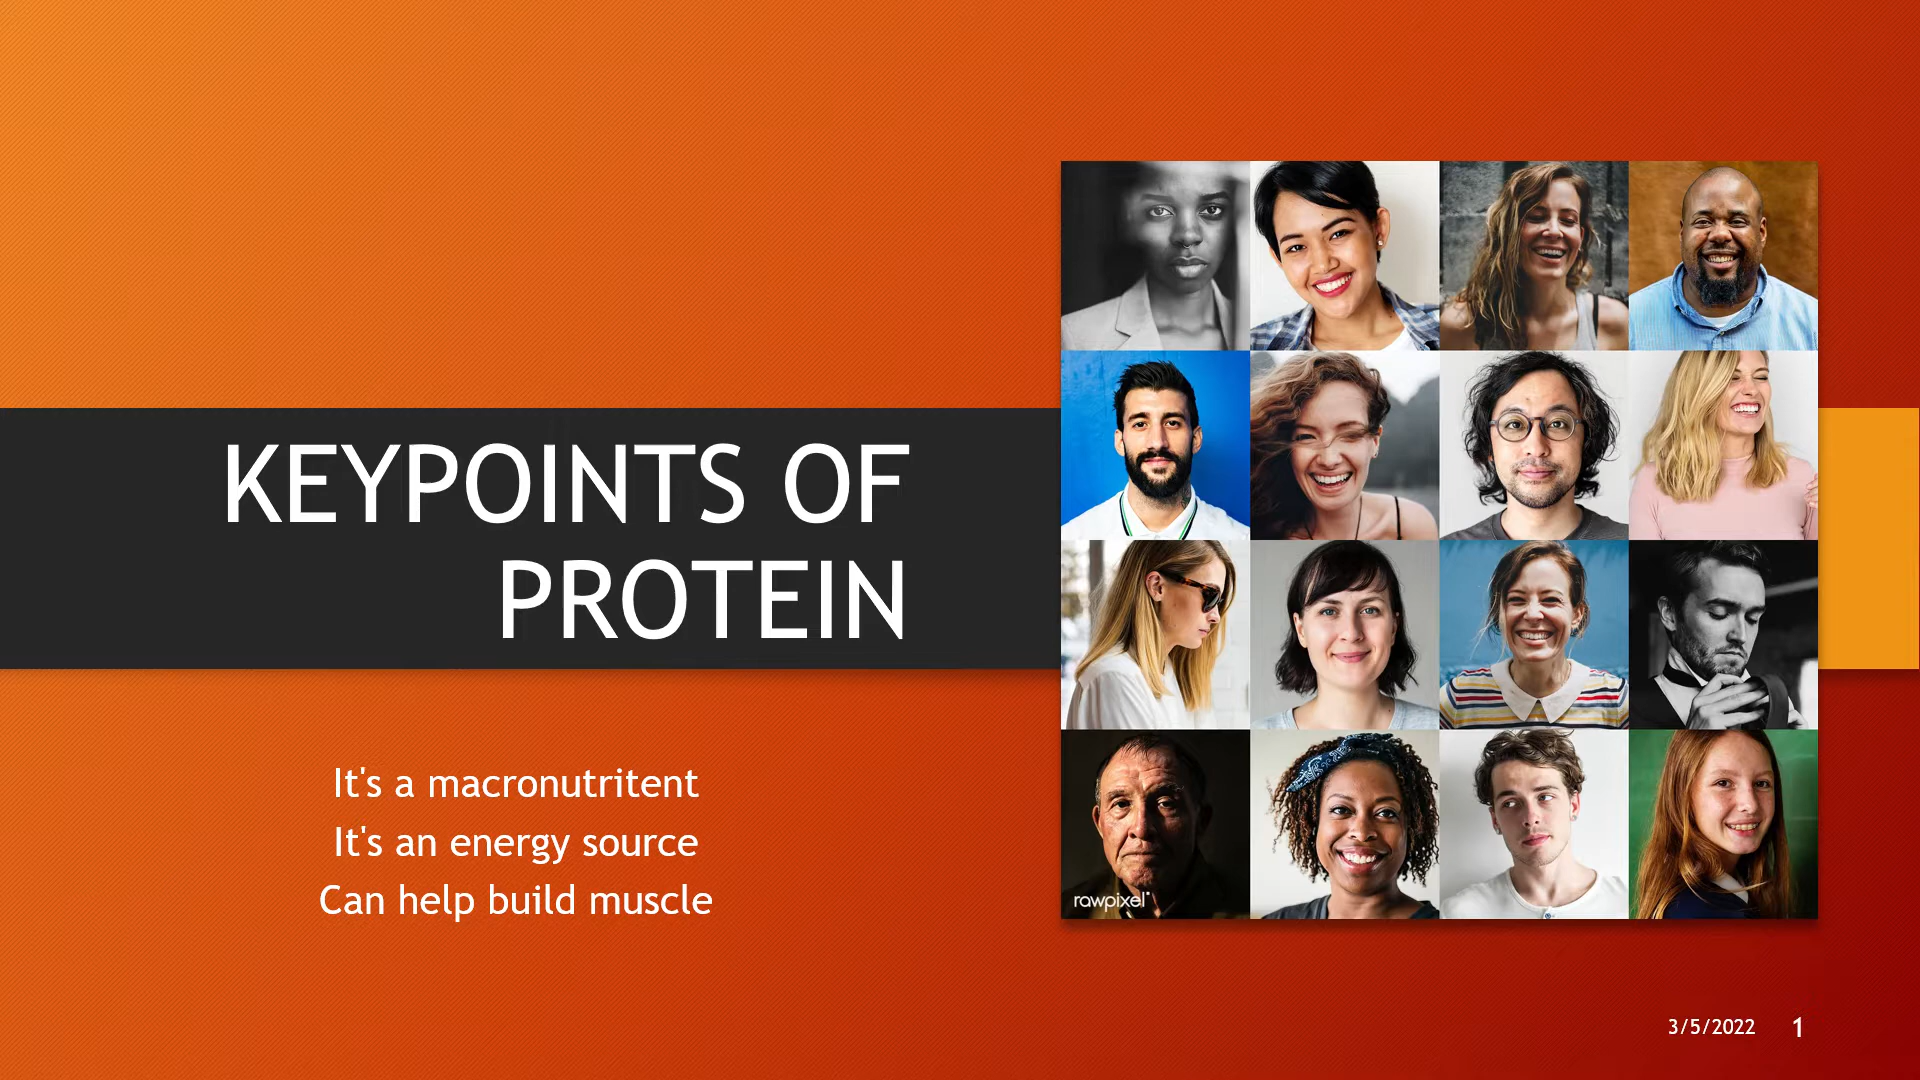 KEYPOINTS OF
PROTEIN
It's a macronutritent
It's an energy source
Can help build muscle
rawpixel
3/5/2022 1